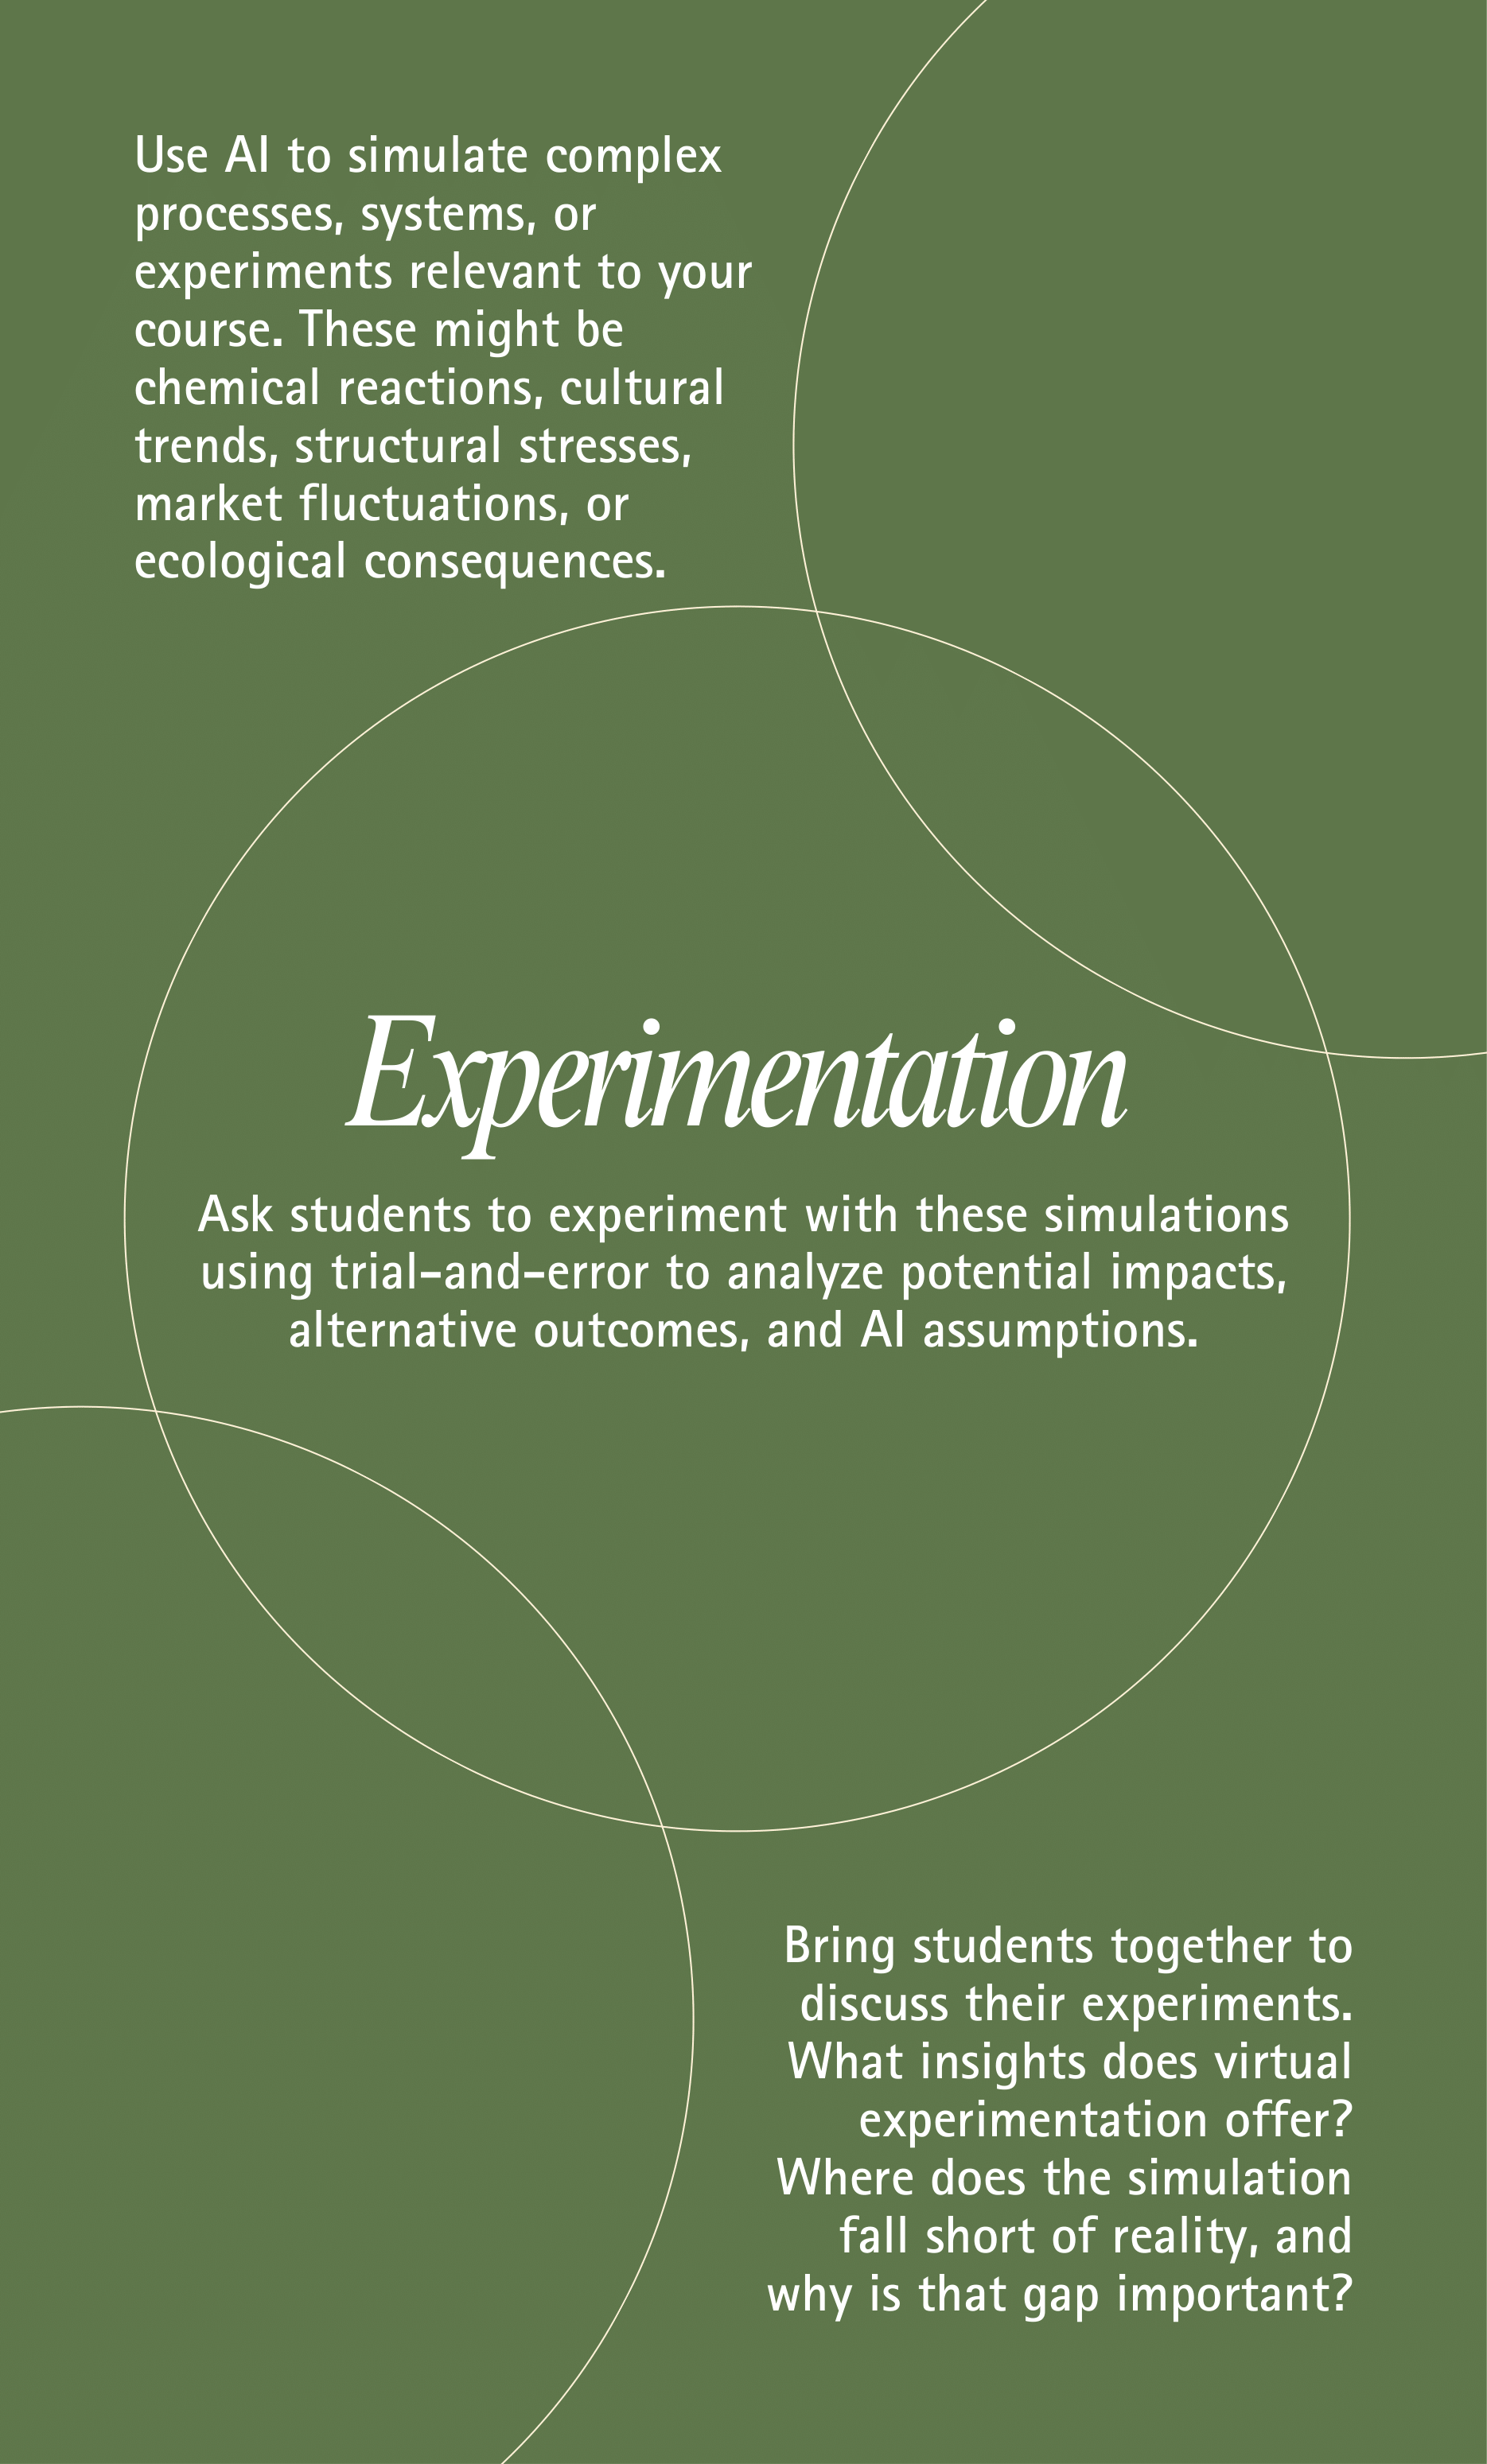 Use AI to simulate complex
processes, systems, or
experiments relevant to your
course. These might be
chemical reactions, cultural
trends, structural stresses,
market fluctuations, or
ecological consequences.
Experimentation
Ask students to experiment with these simulations
using trial-and-error to analyze potential impacts,
alternative outcomes, and AI assumptions.
Bring students together to
discuss their experiments.
What insights does virtual
experimentation offer?
Where does the simulation
fall short of reality, and
why is that gap important?